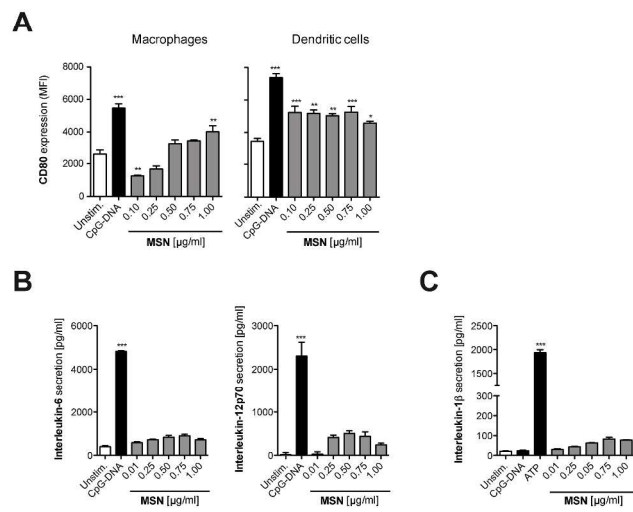 A
Macrophages
Dendritic cells
CD80 expression (MFI)
8000
6000
4000
2000
0
***
**
**
***
***
**
**
***
*
Unstim.
CpG-DNA
0.10
0.25
0.50
0.75
1.00
MSN [µg/ml]
Unstim.
CpG-DNA
0.10
0.25
0.50
0.75
1.00
MSN [µg/ml]
B
C
Interleukin-6 secretion [pg/ml]
6000
4000
2000
0
***
Unstim.
CpG-DNA
0.01
0.25
0.50
0.75
1.00
MSN [µg/ml]
Interleukin-12p70 secretion [pg/ml]
3000
2000
1000
0
***
Unstim.
CpG-DNA
0.01
0.25
0.50
0.75
1.00
MSN [µg/ml]
Interleukin-1β secretion [pg/ml]
2500
2000
1500
1000
500
100
50
0
***
Unstim.
CpG-DNA
ATP
0.01
0.25
0.05
0.75
1.00
MSN [µg/ml]